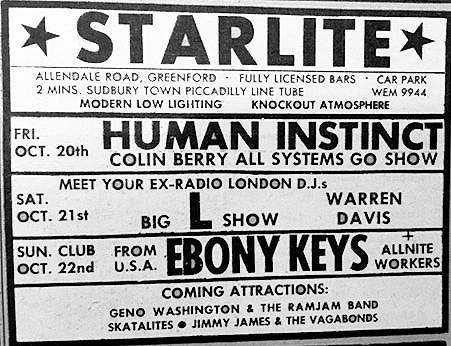 ★ STARLITE ★
ALLENDALE ROAD, GREENFORD · FULLY LICENSED BARS · CAR PARK
2 MINS. SUDBURY TOWN PICCADILLY LINE TUBE WEM 9944
MODERN LOW LIGHTING KNOCKOUT ATMOSPHERE
FRI. OCT. 20th HUMAN INSTINCT
COLIN BERRY ALL SYSTEMS GO SHOW
MEET YOUR EX-RADIO LONDON D.J.s
SAT. OCT. 21st BIG L SHOW WARREN DAVIS
SUN. CLUB OCT. 22nd FROM U.S.A. EBONY KEYS + ALLNITE WORKERS
COMING ATTRACTIONS:
GENO WASHINGTON & THE RAMJAM BAND
SKATALITES ● JIMMY JAMES & THE VAGABONDS